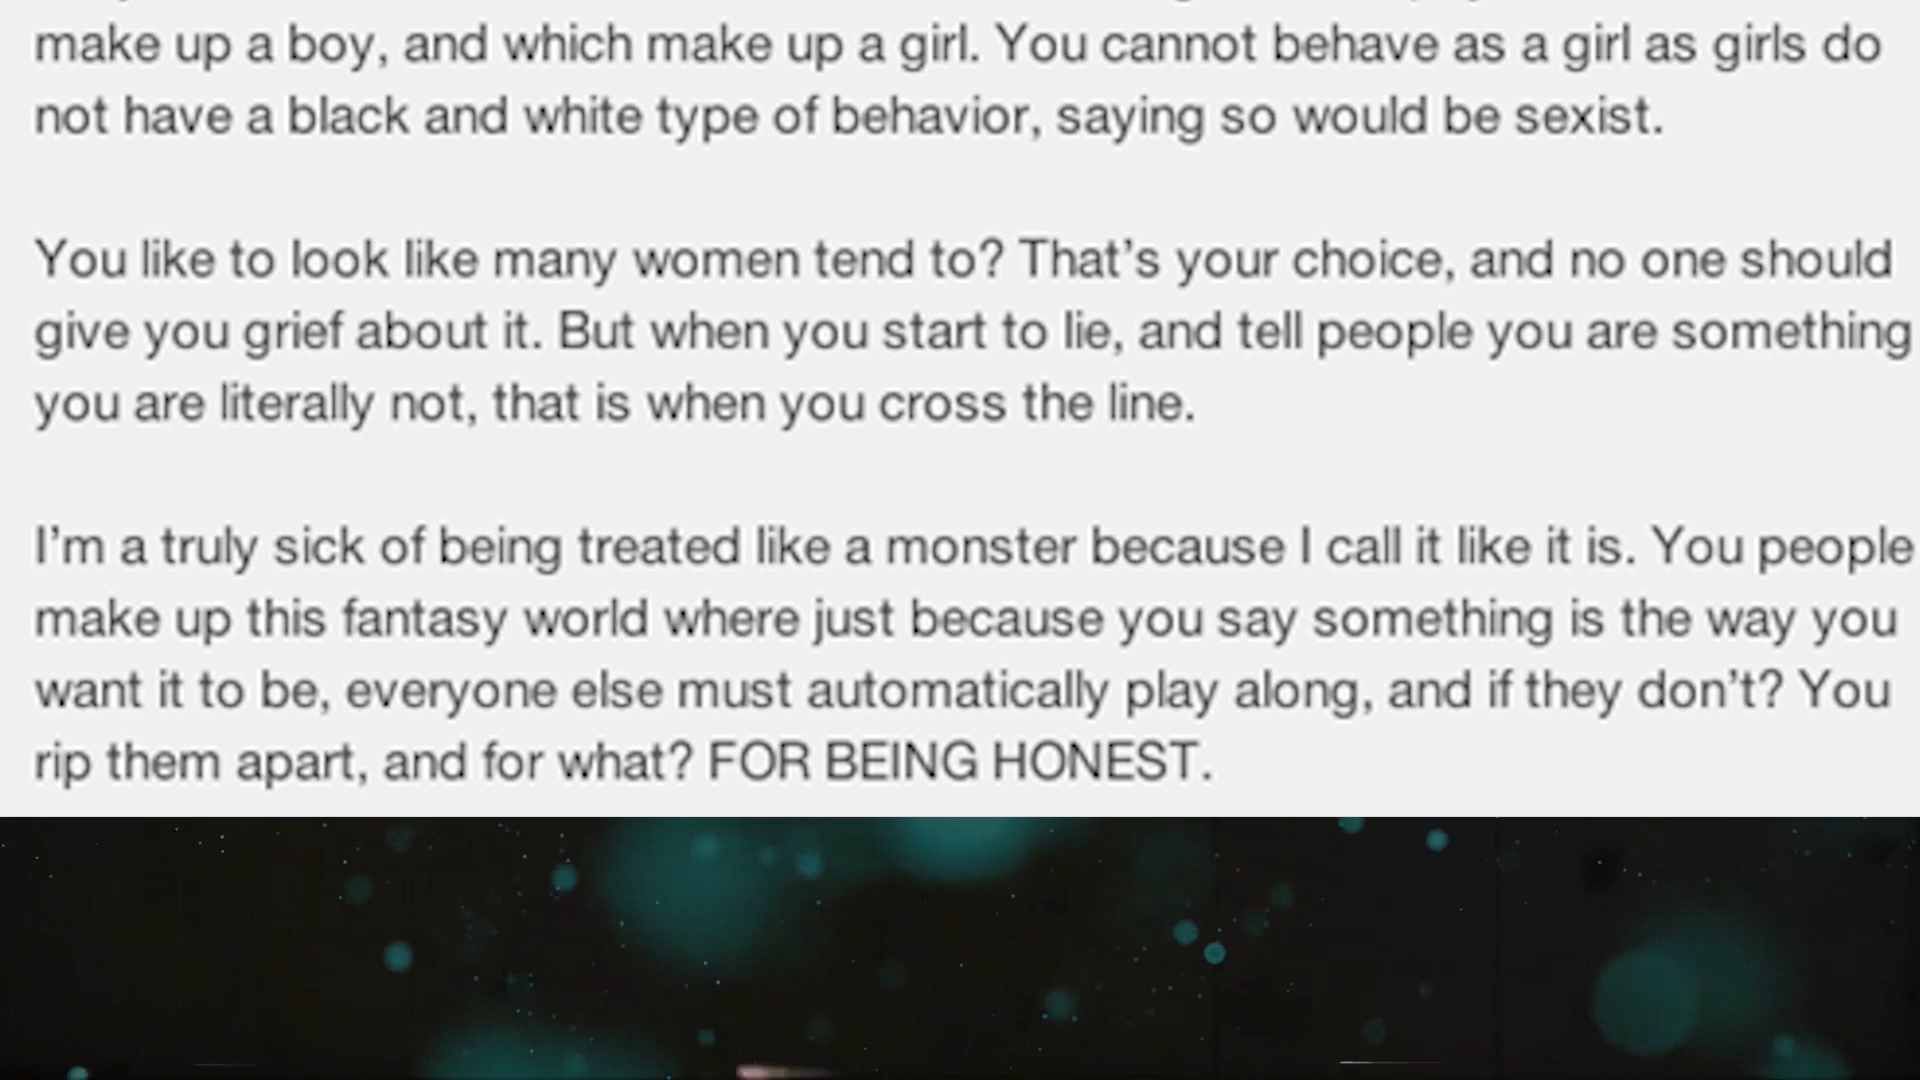 make up a boy, and which make up a girl. You cannot behave as a girl as girls do
not have a black and white type of behavior, saying so would be sexist.
You like to look like many women tend to? That’s your choice, and no one should
give you grief about it. But when you start to lie, and tell people you are something
you are literally not, that is when you cross the line.
I’m a truly sick of being treated like a monster because I call it like it is. You people
make up this fantasy world where just because you say something is the way you
want it to be, everyone else must automatically play along, and if they don’t? You
rip them apart, and for what? FOR BEING HONEST.